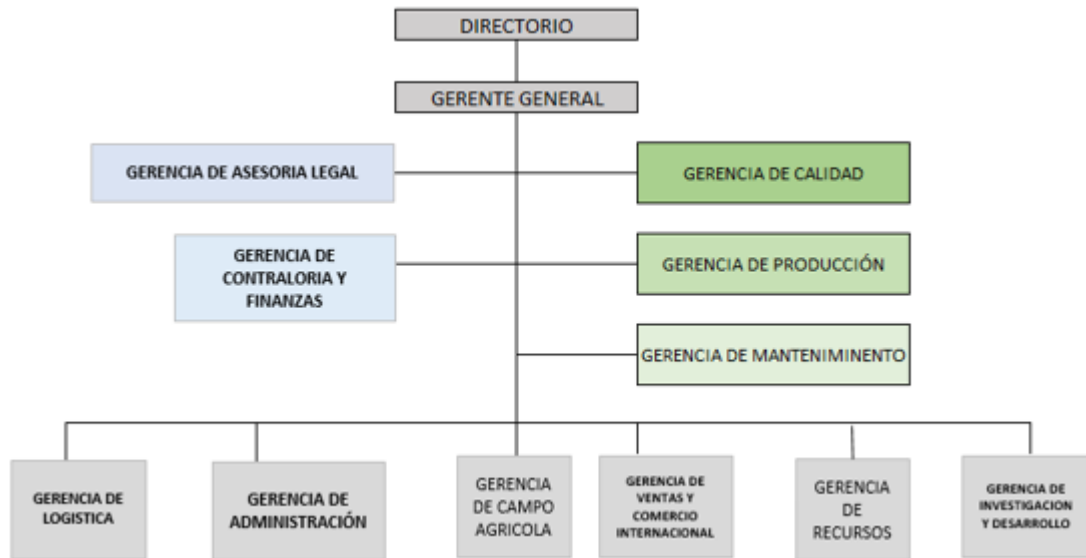 DIRECTORIO
GERENTE GENERAL
GERENCIA DE ASESORIA LEGAL
GERENCIA DE CALIDAD
GERENCIA DE
CONTRALORIA Y
FINANZAS
GERENCIA DE PRODUCCIÓN
GERENCIA DE MANTENIMINENTO
GERENCIA DE
LOGISTICA
GERENCIA DE
ADMINISTRACIÓN
GERENCIA
DE CAMPO
AGRICOLA
GERENCIA DE
VENTAS Y
COMERCIO
INTERNACIONAL
GERENCIA
DE
RECURSOS
GERENCIA DE
INVESTIGACION
Y DESARROLLO